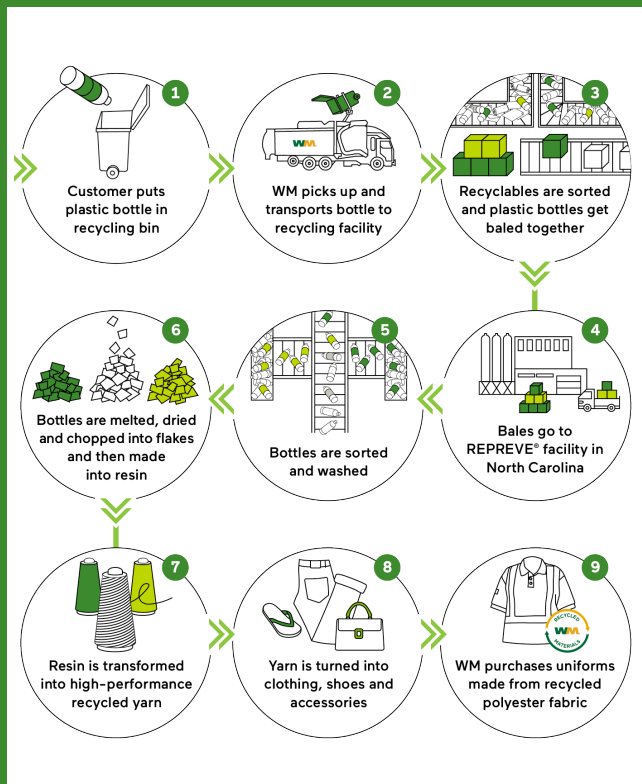 1
Customer puts
plastic bottle in
recycling bin
2
WM
WM picks up and
transports bottle to
recycling facility
3
Recyclables are sorted
and plastic bottles get
baled together
4
Bales go to
REPREVE® facility in
North Carolina
5
Bottles are sorted
and washed
6
Bottles are melted, dried
and chopped into flakes
and then made
into resin
7
Resin is transformed
into high-performance
recycled yarn
8
Yarn is turned into
clothing, shoes and
accessories
9
RECYCLED
WM
MATERIALS
WM purchases uniforms
made from recycled
polyester fabric